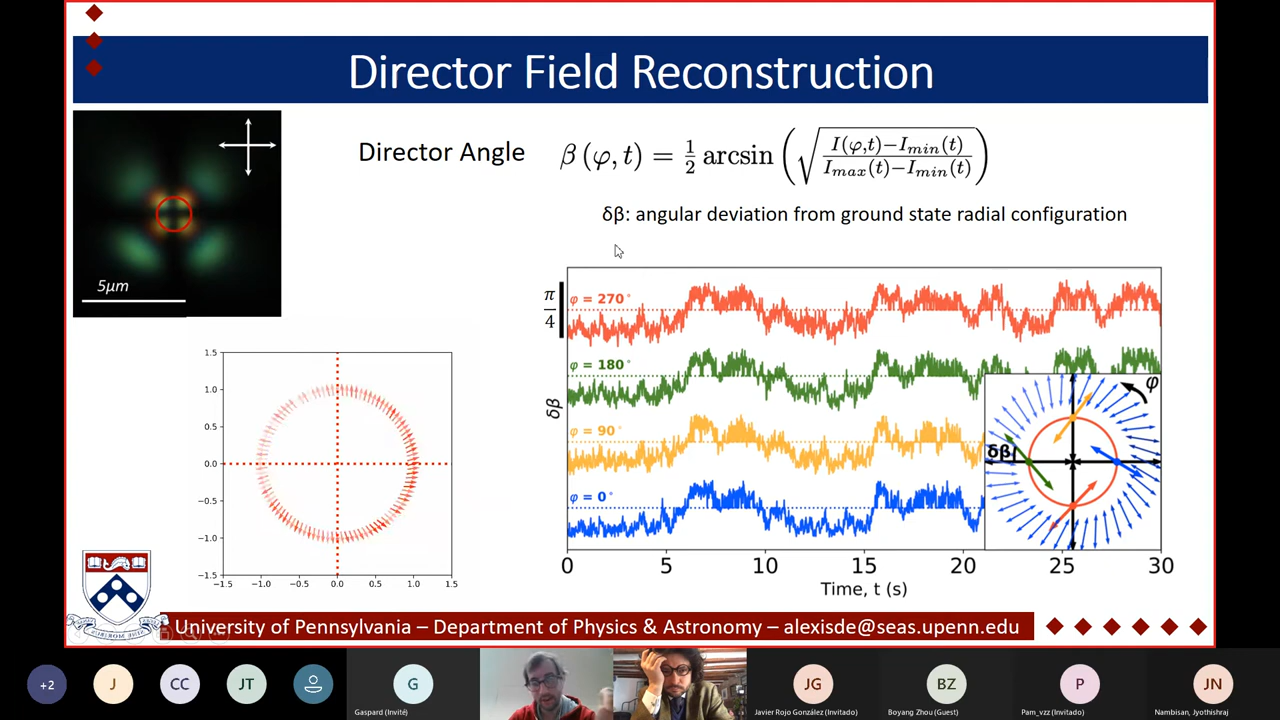 Director Field Reconstruction
5μm
Director Angle β (φ, t) = 1/2 arcsin (√(I(φ,t)−I_min(t) / I_max(t)−I_min(t)))
δβ: angular deviation from ground state radial configuration
π/4
φ = 270°
φ = 180°
φ = 90°
φ = 0°
δβ
φ
δβ
0 5 10 15 20 25 30
Time, t (s)
1.5
1.0
0.5
0.0
−0.5
−1.0
−1.5
−1.5 −1.0 −0.5 0.0 0.5 1.0 1.5
University of Pennsylvania – Department of Physics & Astronomy – alexisde@seas.upenn.edu
+2 J CC JT G JG BZ P JN
Gaspard (Invité) Javier Rojo González (Invitado) Boyang Zhou (Guest) Pam_vzz (Invitado) Nambisan, Jyothishraj